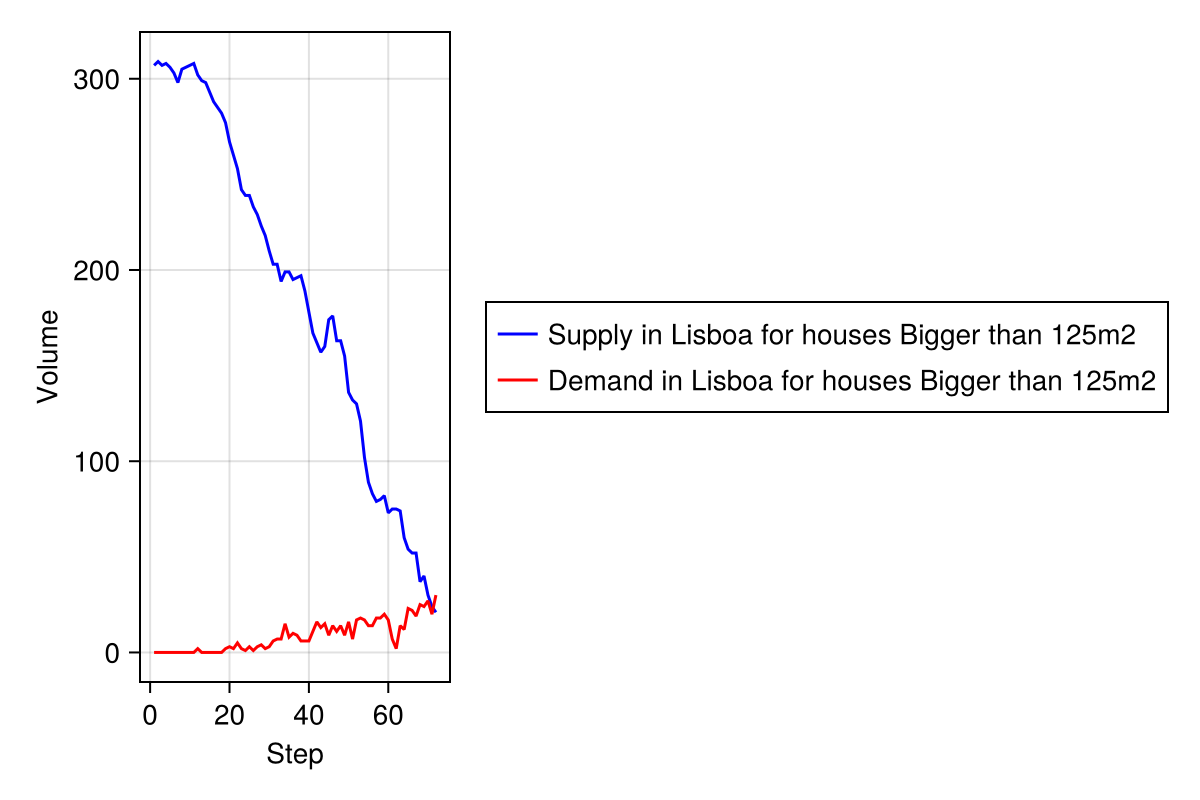 300
200
100
0
Volume
0 20 40 60
Step
Supply in Lisboa for houses Bigger than 125m2
Demand in Lisboa for houses Bigger than 125m2